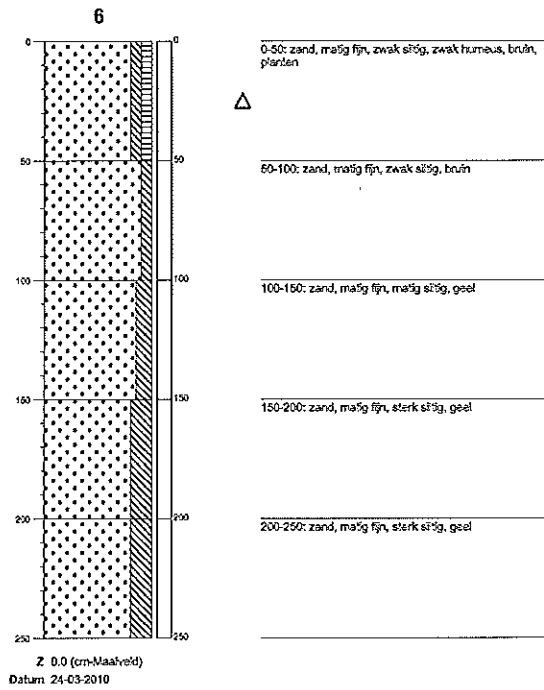 6
0
0
0-50: zand, matig fijn, zwak siltig, zwak humeus, bruin,
planten
50
50
50-100: zand, matig fijn, zwak siltig, bruin
100
100
100-150: zand, matig fijn, matig siltig, geel
150
150
150-200: zand, matig fijn, sterk siltig, geel
200
200
200-250: zand, matig fijn, sterk siltig, geel
250
250
Z 0.0 (cm-Maaiveld)
Datum 24-03-2010